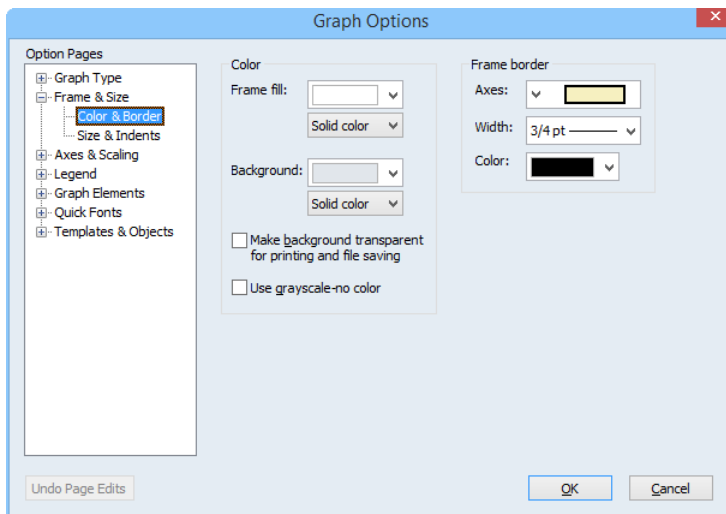 Graph Options
Option Pages
Graph Type
Frame & Size
Color & Border
Size & Indents
Axes & Scaling
Legend
Graph Elements
Quick Fonts
Templates & Objects
Color
Frame fill:
Solid color
Background:
Solid color
Make background transparent
for printing and file saving
Use grayscale-no color
Frame border
Axes:
Width: 3/4 pt
Color:
Undo Page Edits
OK
Cancel